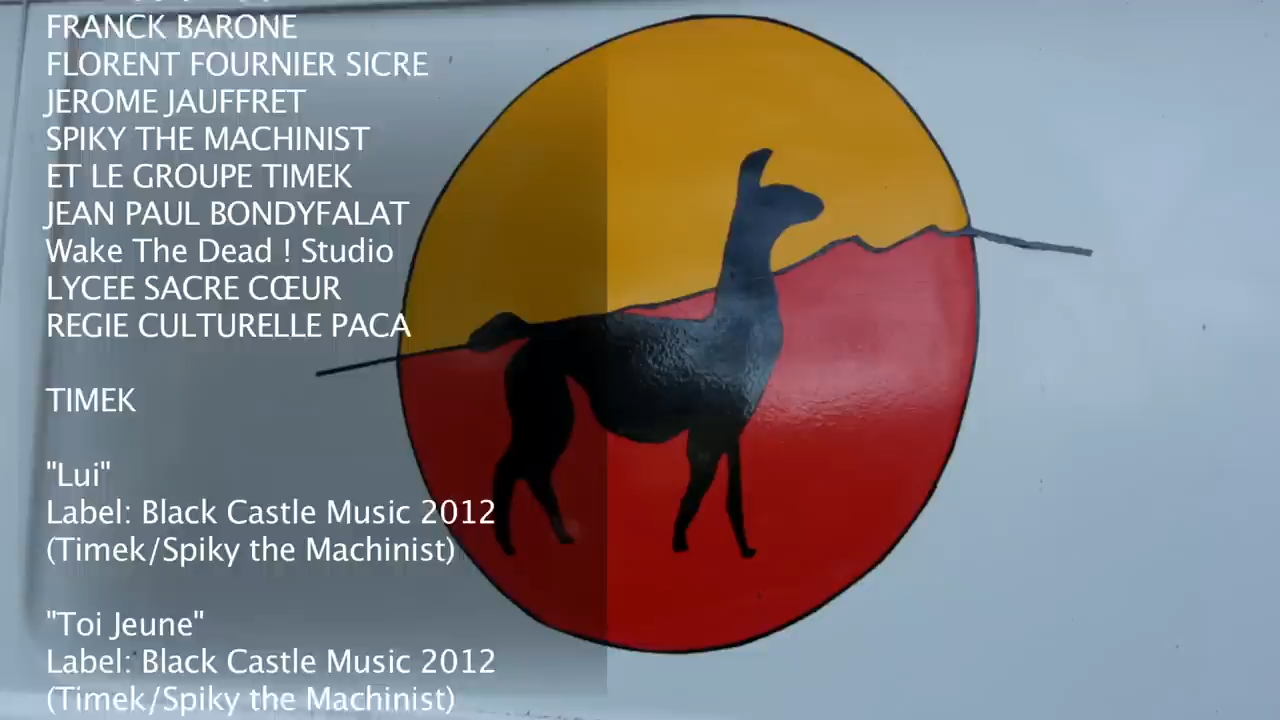 FRANCK BARONE
FLORENT FOURNIER SICRE
JEROME JAUFFRET
SPIKY THE MACHINIST
ET LE GROUPE TIMEK
JEAN PAUL BONDYFALAT
Wake The Dead ! Studio
LYCEE SACRE CŒUR
REGIE CULTURELLE PACA
TIMEK
"Lui"
Label: Black Castle Music 2012
(Timek/Spiky the Machinist)
"Toi Jeune"
Label: Black Castle Music 2012
(Timek/Spiky the Machinist)